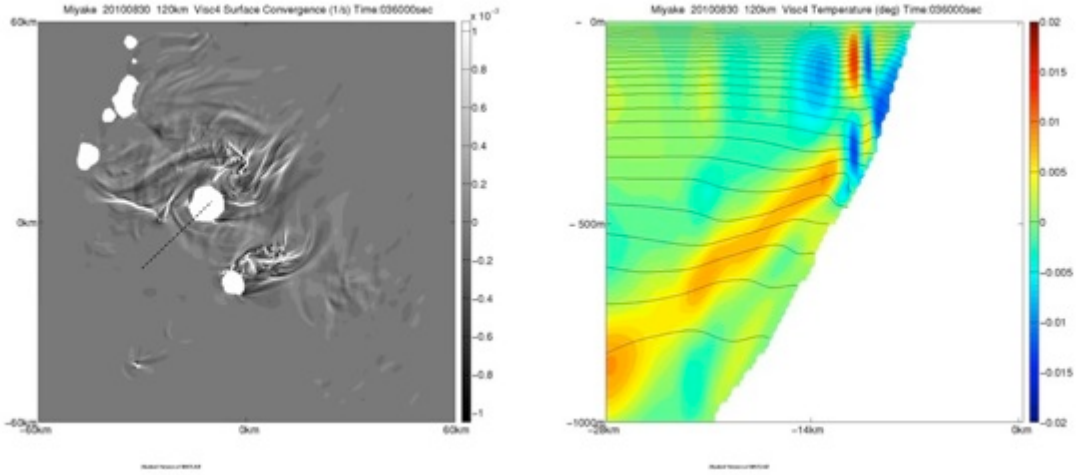 Miyake 20100830 120km Visc4 Surface Convergence (1/s) Time:036000sec
60km
0km
-60km
-60km
0km
60km
1
0.8
0.6
0.4
0.2
0
-0.2
-0.4
-0.6
-0.8
-1
Miyake 20100830 120km Visc4 Temperature (deg) Time:036000sec
- 0m
-500m
-1000m
-28km
-14km
0km
0.02
0.015
0.01
0.005
0
-0.005
-0.01
-0.015
-0.02